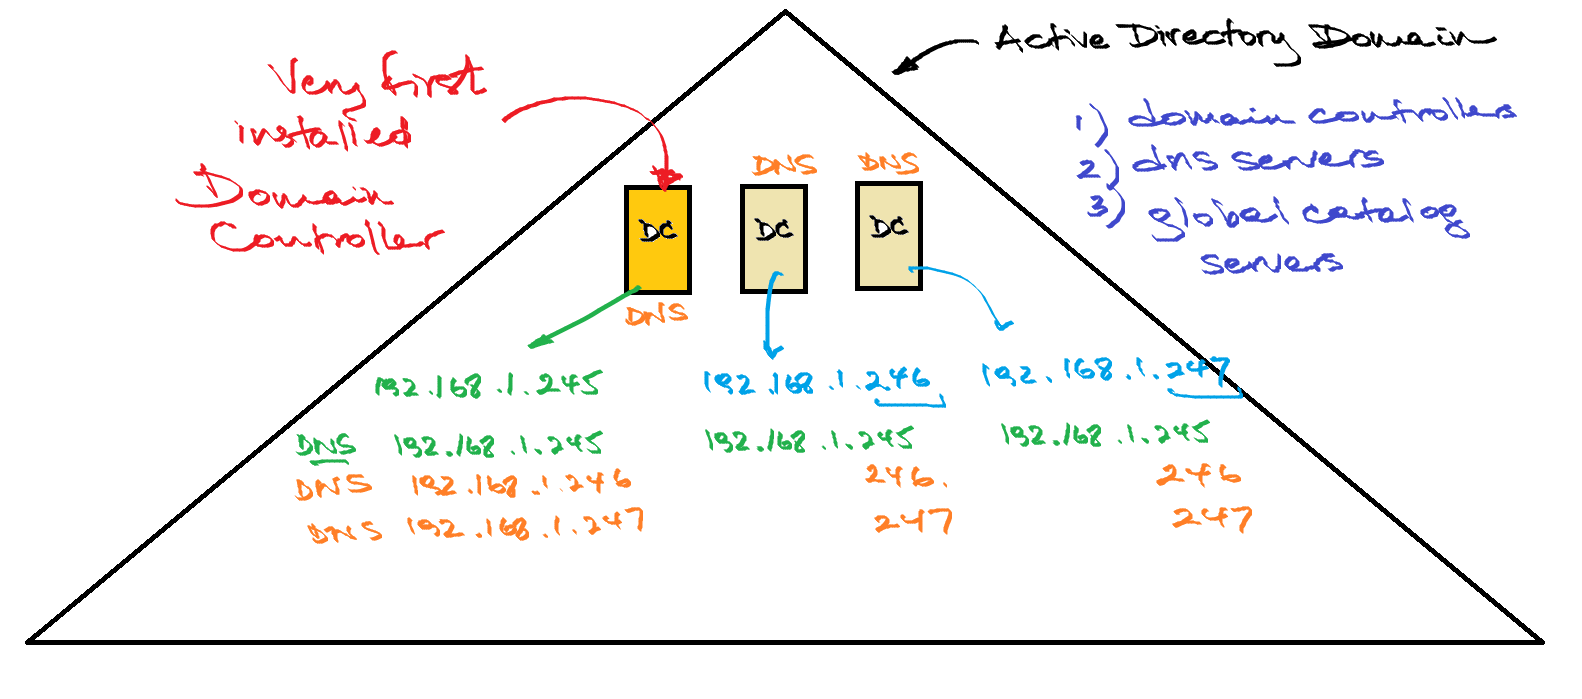 Active Directory Domain
Very first
installed
Domain
Controller
1) domain controllers
2) dns servers
3) global catalog
servers
DNS
DNS
DC
DC
DC
DNS
192.168.1.245
192.168.1.246
192.168.1.247
DNS 192.168.1.245
192.168.1.245
192.168.1.245
DNS 192.168.1.246
246.
246
DNS 192.168.1.247
247
247